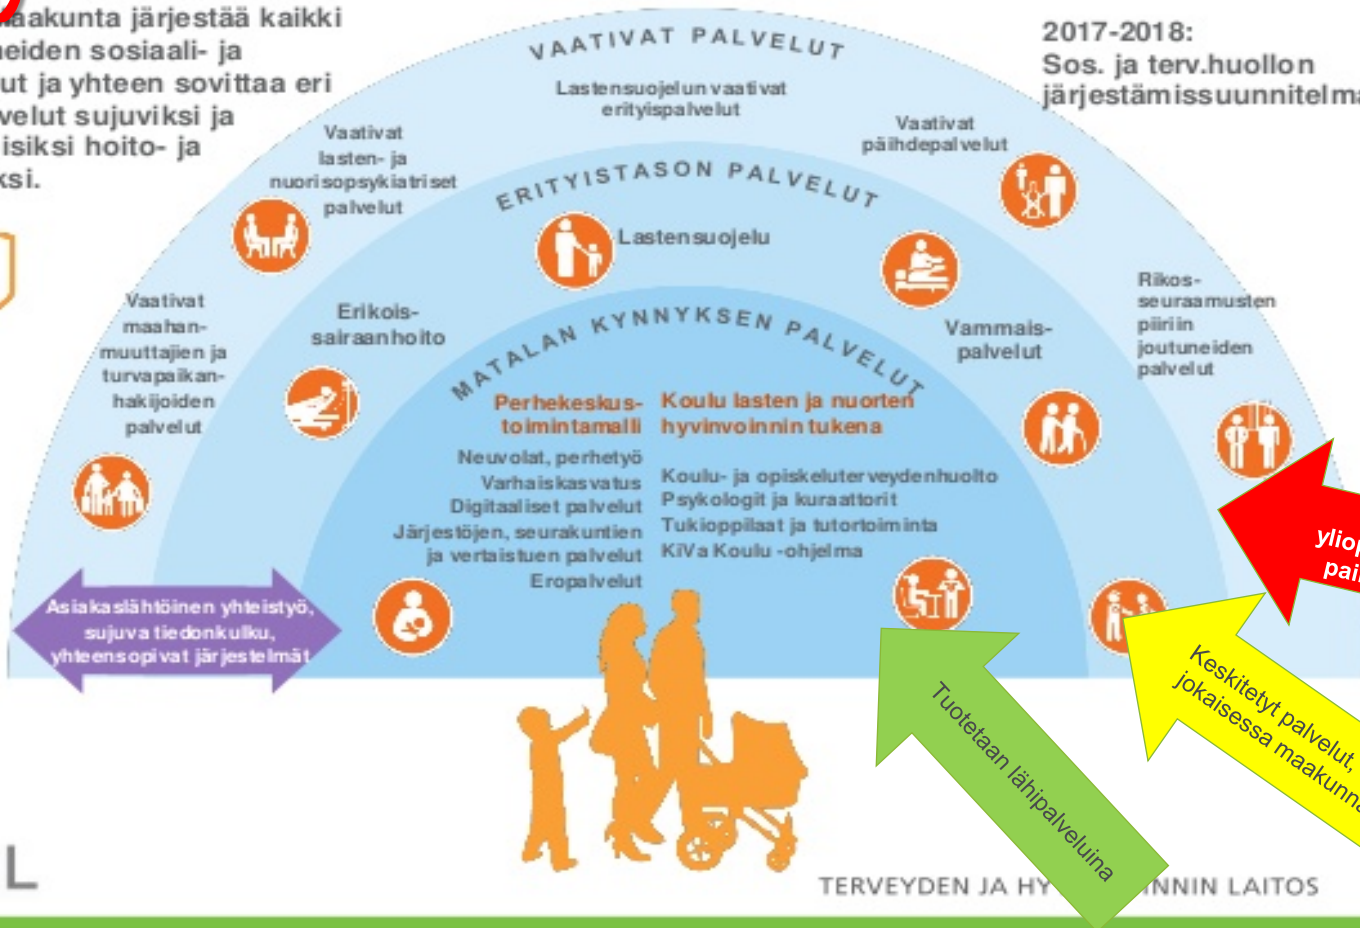 maakunta järjestää kaikki
neiden sosiaali- ja
ut ja yhteen sovittaa eri
velut sujuviksi ja
isiksi hoito- ja
ksi.
2017-2018:
Sos. ja terv.huollon
järjestämissuunnitelma
VAATIVAT PALVELUT
Lastensuojelun vaativat
erityispalvelut
Vaativat
lasten- ja
nuorisopsykiatriset
palvelut
Vaativat
päihdepalvelut
Vaativat
maahan-
muuttajien ja
turvapaikan-
hakijoiden
palvelut
Rikos-
seuraamusten
piiriin
joutuneiden
palvelut
ERITYISTASON PALVELUT
Lastensuojelu
Erikois-
sairaanhoito
Vammais-
palvelut
MATALAN KYNNYKSEN PALVELUT
Perhekeskus-
toimintamalli
Neuvolat, perhetyö
Varhaiskasvatus
Digitaaliset palvelut
Järjestöjen, seurakuntien
ja vertaistuen palvelut
Eropalvelut
Koulu lasten ja nuorten
hyvinvoinnin tukena
Koulu- ja opiskeluterveydenhuolto
Psykologit ja kuraattorit
Tukioppilaat ja tutortoiminta
KiVa Koulu -ohjelma
Asiakaslähtöinen yhteistyö,
sujuva tiedonkulku,
yhteensopivat järjestelmät
yliop
pai
Keskitetyt palvelut,
jokaisessa maakunna
Tuotetaan lähipalveluina
L
TERVEYDEN JA HY INNIN LAITOS